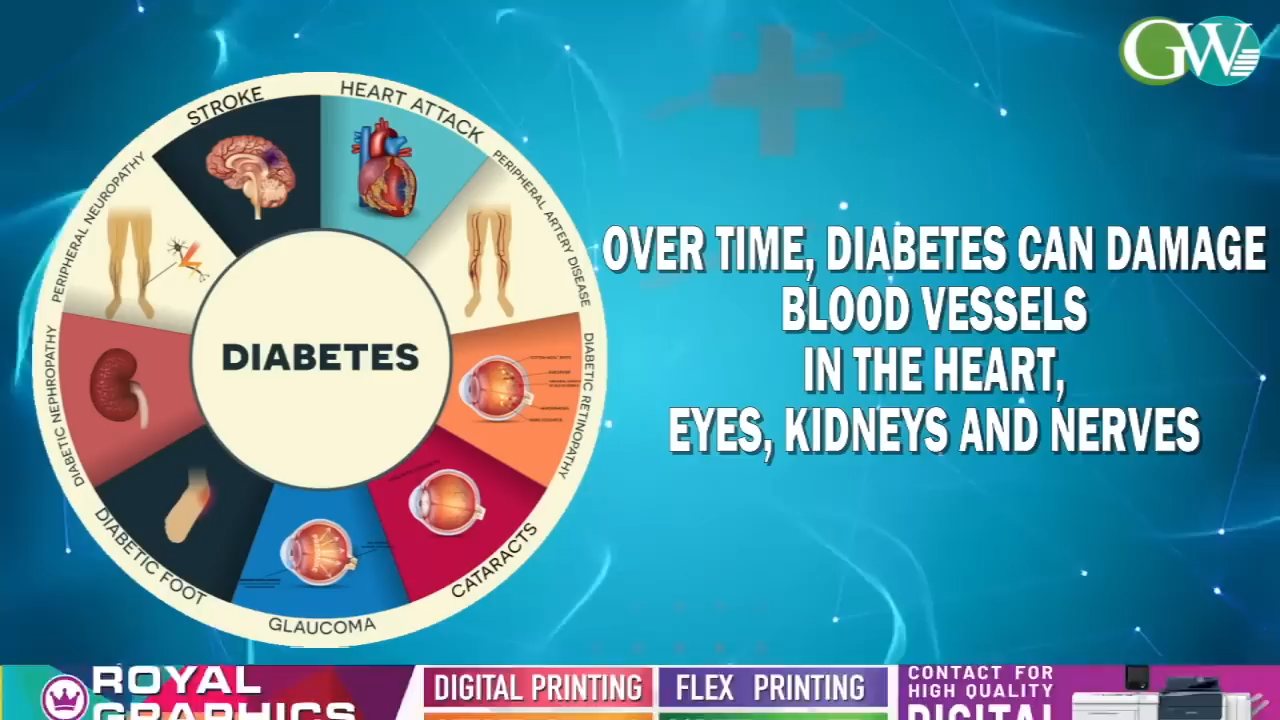 GW
STROKE
HEART ATTACK
PERIPHERAL ARTERY DISEASE
DIABETIC RETINOPATHY
CATARACTS
GLAUCOMA
DIABETIC FOOT
DIABETIC NEPHROPATHY
PERIPHERAL NEUROPATHY
DIABETES
OVER TIME, DIABETES CAN DAMAGE
BLOOD VESSELS
IN THE HEART,
EYES, KIDNEYS AND NERVES
ROYAL
GRAPHICS
DIGITAL PRINTING
FLEX PRINTING
CONTACT FOR
HIGH QUALITY
DIGITAL